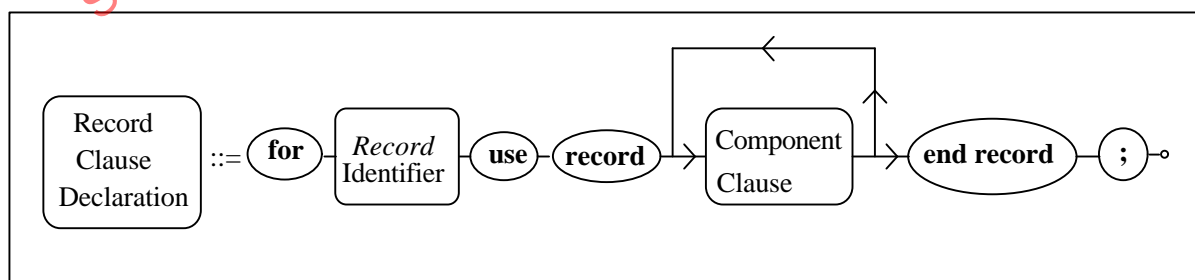 Record
Clause
Declaration
::=
for
Record
Identifier
use
record
Component
Clause
end record
;